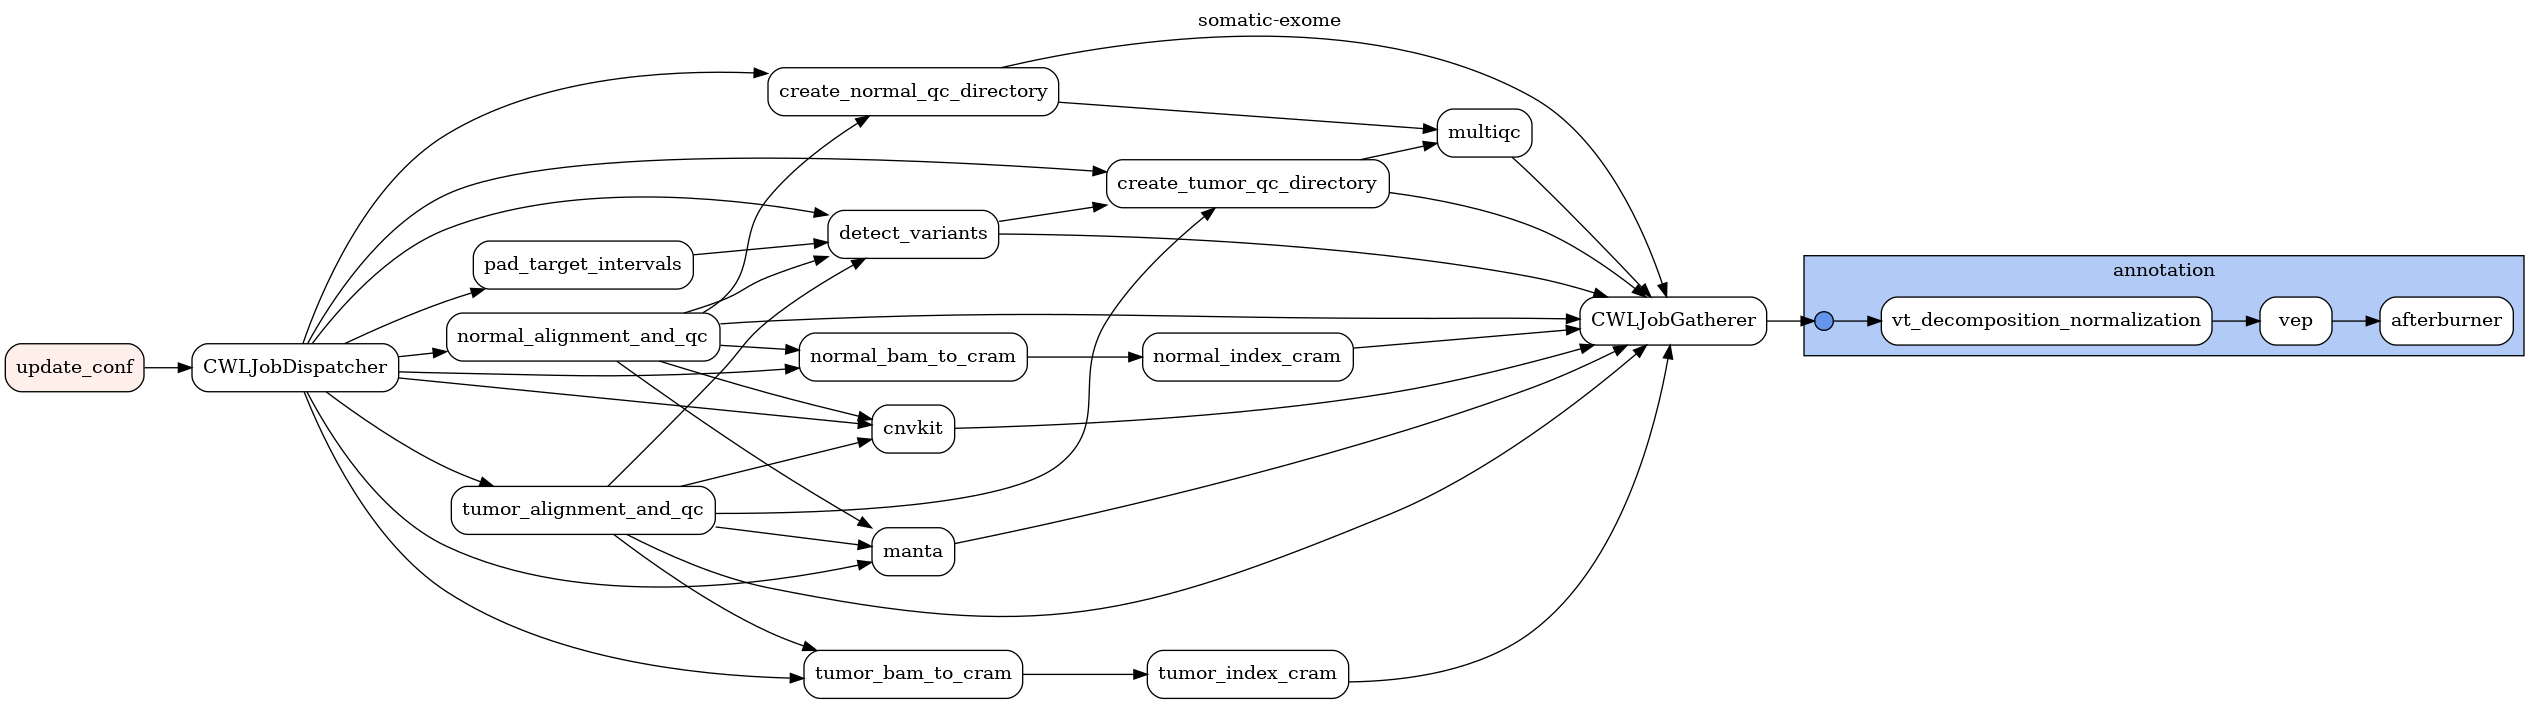 somatic-exome
create_normal_qc_directory
multiqc
create_tumor_qc_directory
detect_variants
pad_target_intervals
annotation
CWLJobGatherer
vt_decomposition_normalization
vep
afterburner
normal_alignment_and_qc
normal_bam_to_cram
normal_index_cram
update_conf
CWLJobDispatcher
cnvkit
tumor_alignment_and_qc
manta
tumor_bam_to_cram
tumor_index_cram